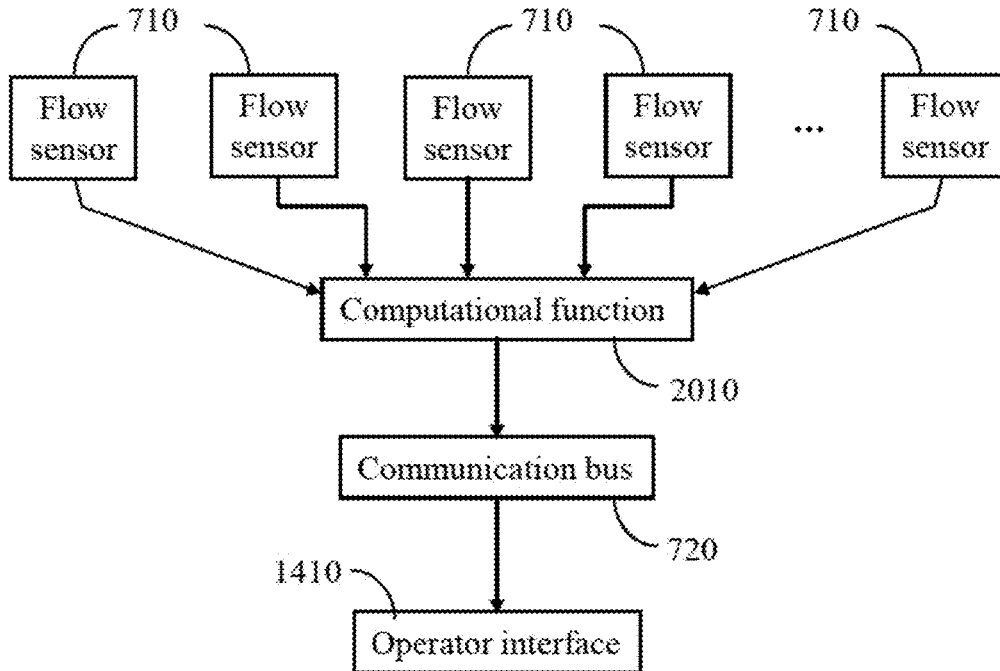 710 710 710
Flow sensor
Flow sensor
Flow sensor
Flow sensor
...
Flow sensor
Computational function
2010
Communication bus
720
1410
Operator interface